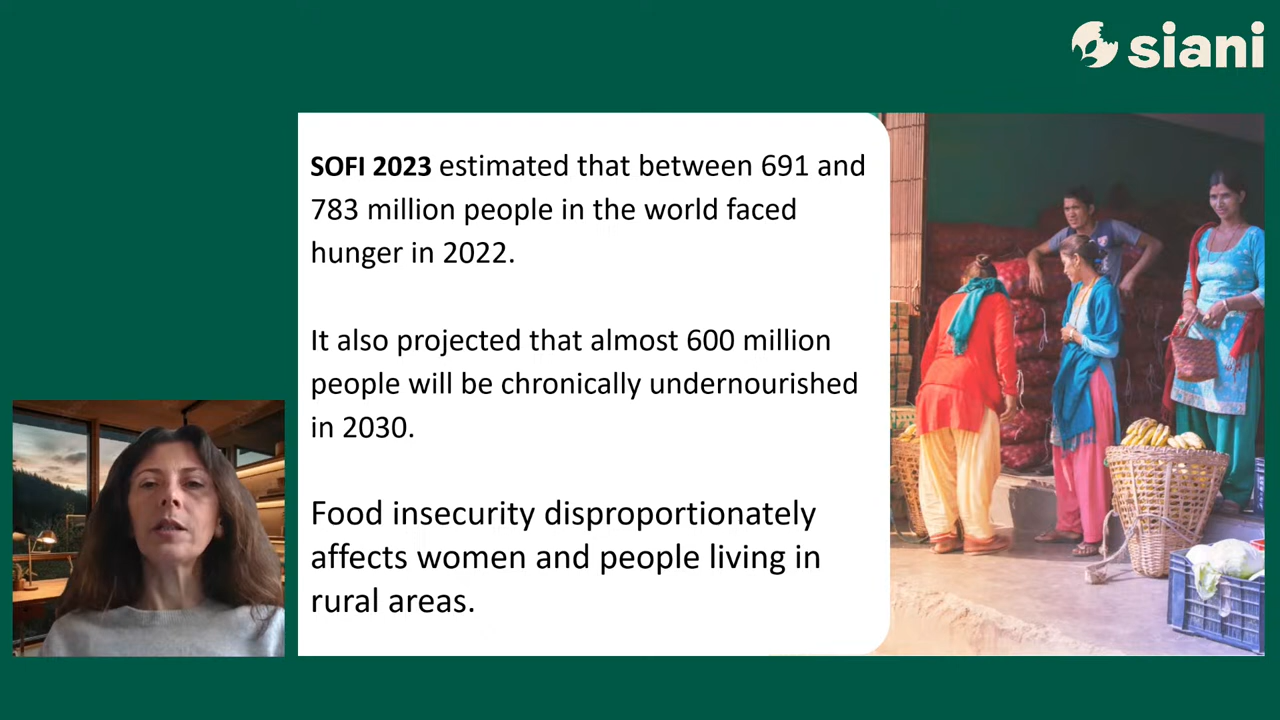 siani
SOFI 2023 estimated that between 691 and
783 million people in the world faced
hunger in 2022.
It also projected that almost 600 million
people will be chronically undernourished
in 2030.
Food insecurity disproportionately
affects women and people living in
rural areas.